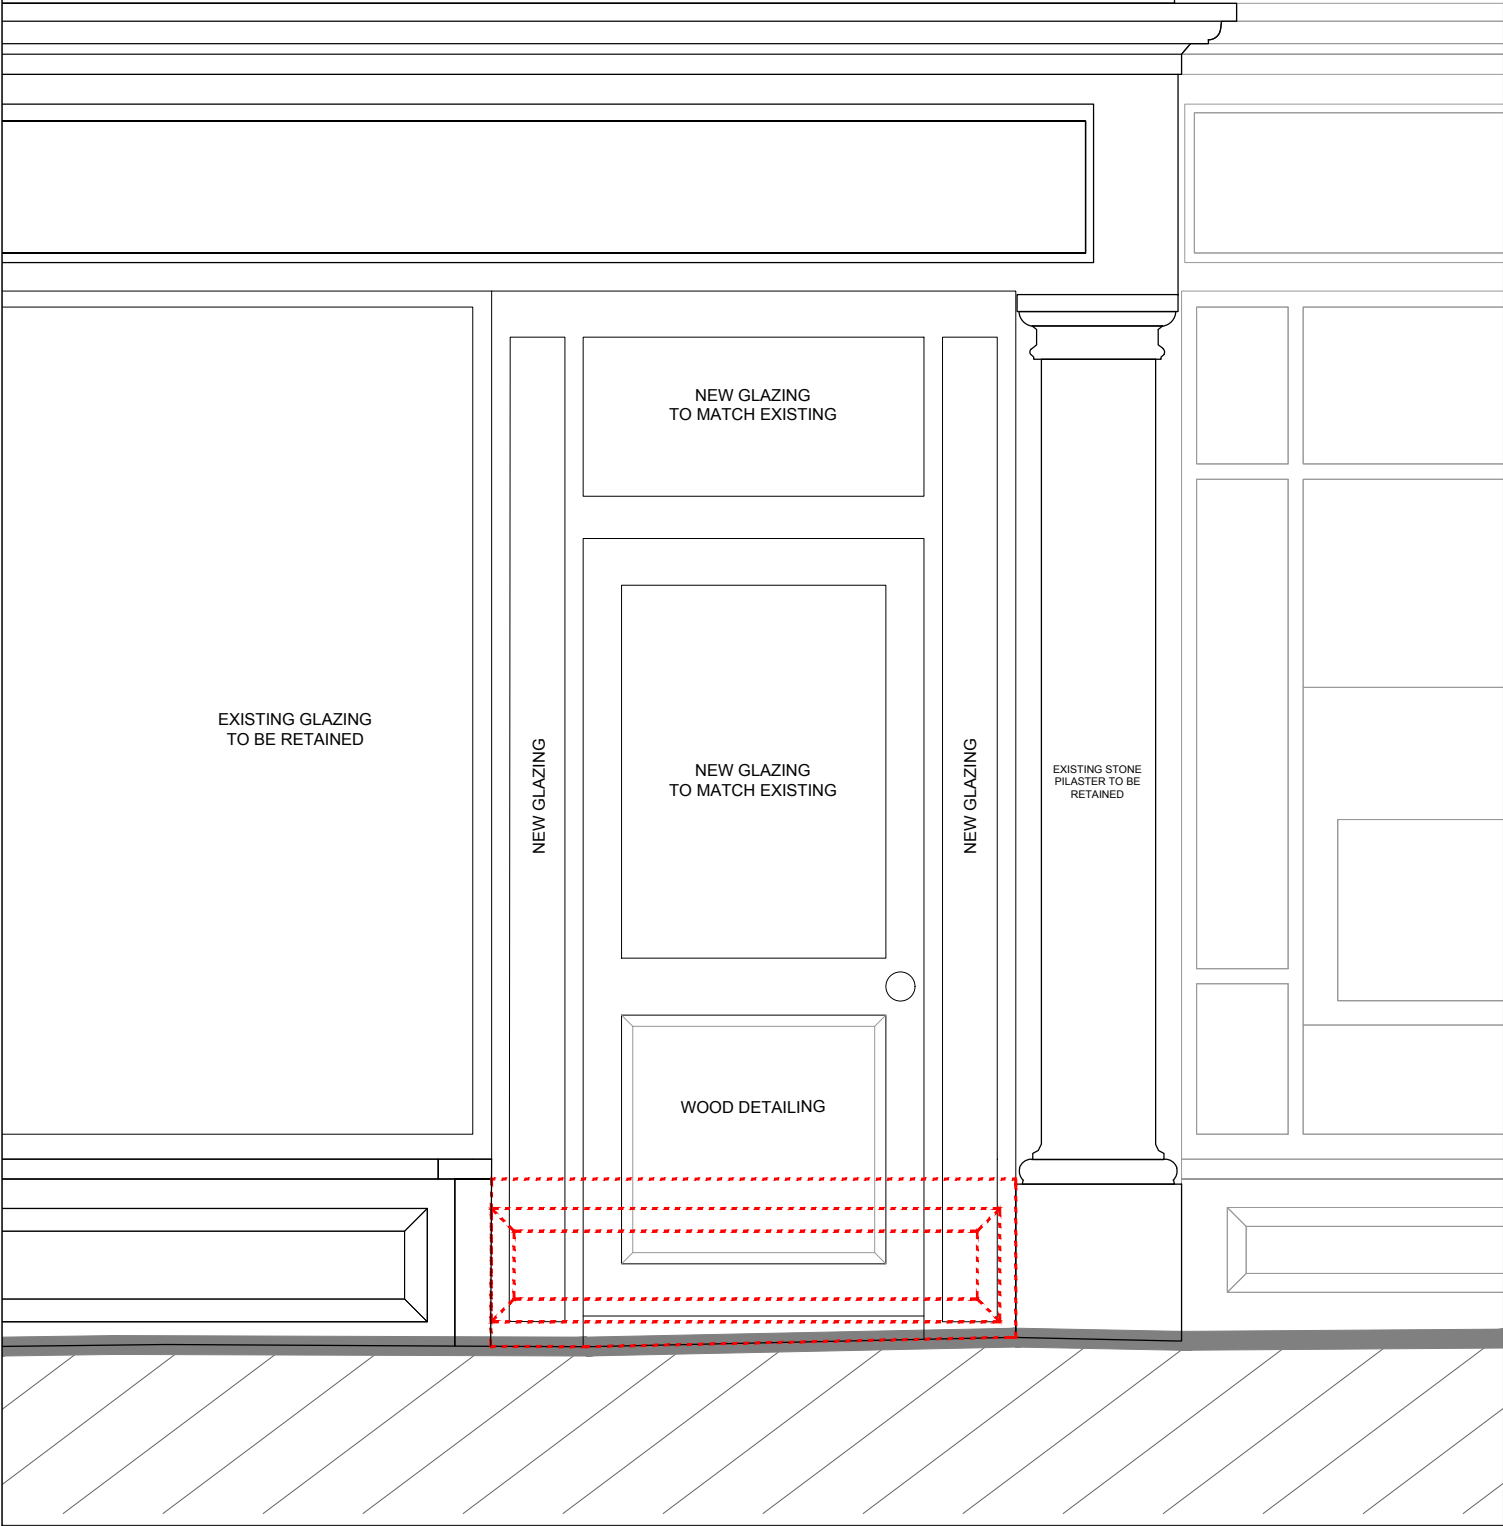 NEW GLAZING
TO MATCH EXISTING
EXISTING GLAZING
TO BE RETAINED
NEW GLAZING
NEW GLAZING
TO MATCH EXISTING
NEW GLAZING
EXISTING STONE
PILASTER TO BE
RETAINED
WOOD DETAILING